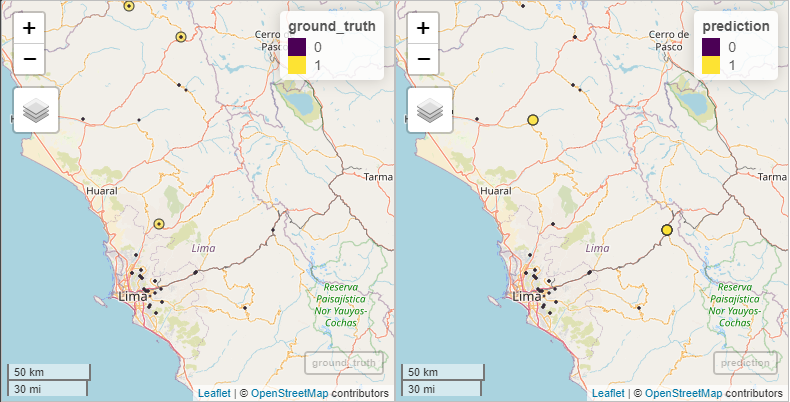 +
−
ground_truth
0
1
Cerro
Pasco
H
Huaral
Tarma
Lima
Lima
Reserva
Paisajística
Nor Yauyos-
Cochas
50 km
30 mi
ground_truth
Leaflet | © OpenStreetMap contributors
+
−
prediction
0
1
Cerro de
Pasco
H
Huaral
Tarma
Lima
Lima
Reserva
Paisajística
Nor Yauyos-
Cochas
50 km
30 mi
prediction
Leaflet | © OpenStreetMap contributors